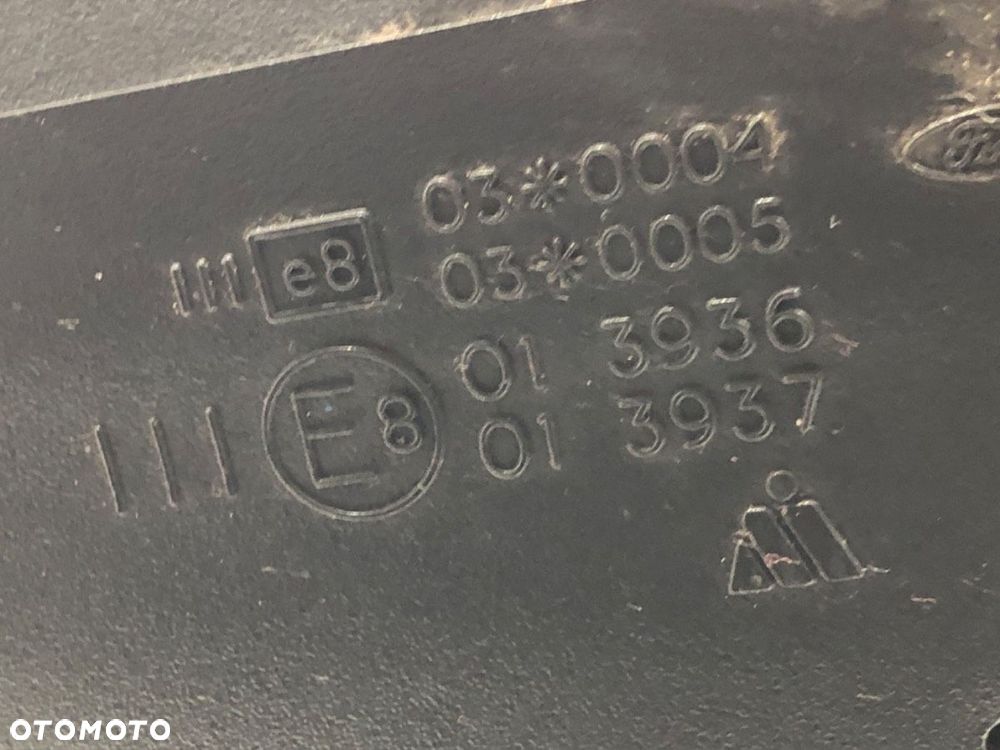 03*0004
III e8 03*0005
01 3936
III E8 01 3937
OTOMOTO